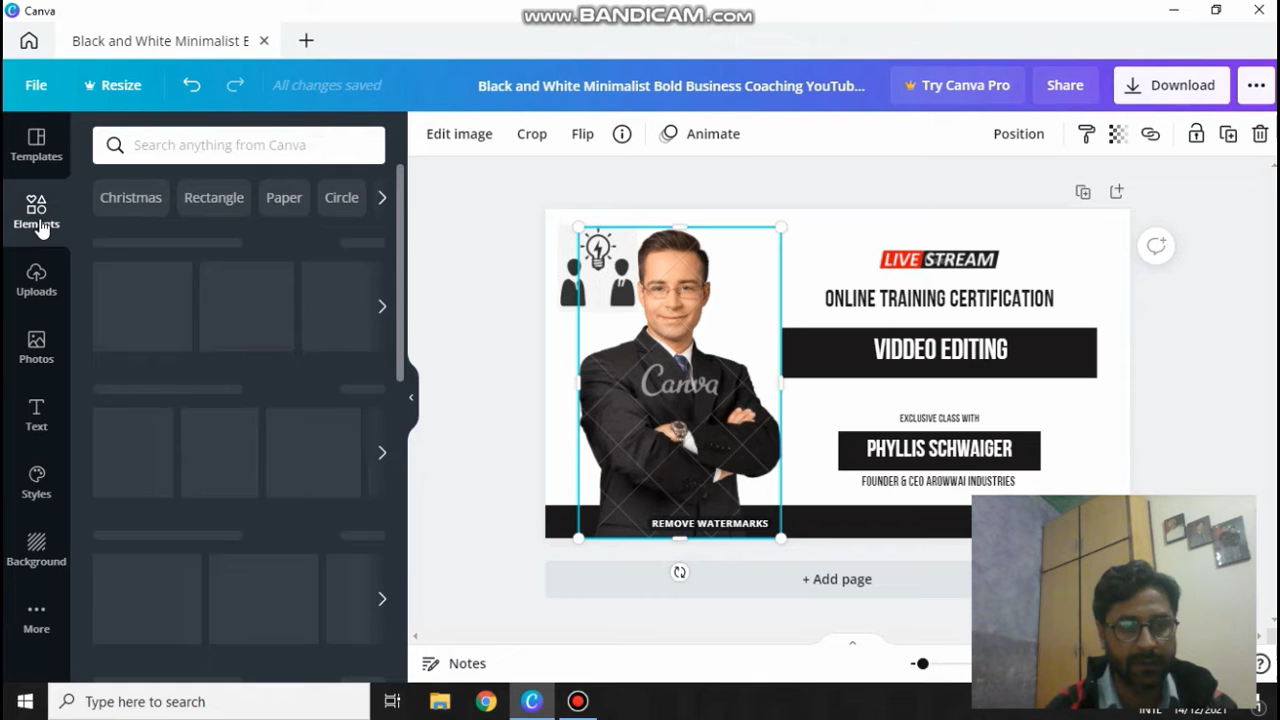 www.BANDICAM.com
Canva
Black and White Minimalist E
File
Resize
All changes saved
Black and White Minimalist Bold Business Coaching YouTub...
Try Canva Pro
Share
Download
Templates
Search anything from Canva
Edit image
Crop
Flip
Animate
Position
Christmas
Rectangle
Paper
Circle
Elements
Uploads
Photos
Text
Styles
Background
More
LIVE STREAM
ONLINE TRAINING CERTIFICATION
VIDDEO EDITING
Canva
EXCLUSIVE CLASS WITH
PHYLLIS SCHWAIGER
FOUNDER & CEO AROWWAI INDUSTRIES
REMOVE WATERMARKS
+ Add page
Notes
Type here to search
14/12/2021